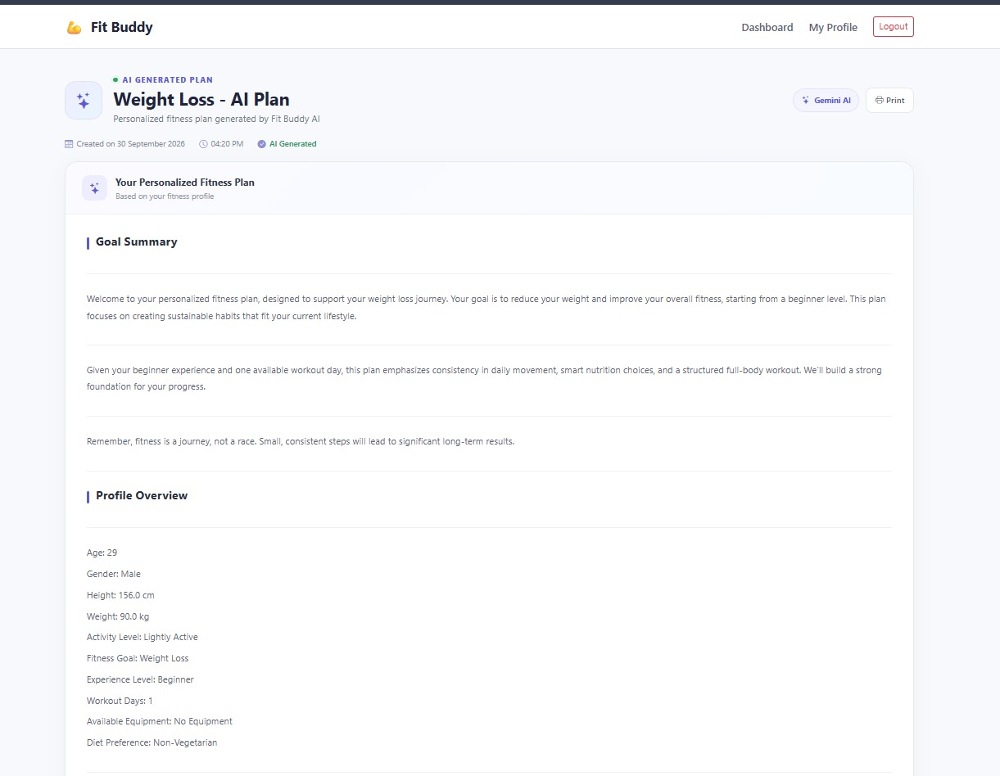 Fit Buddy
Dashboard
My Profile
Logout
AI GENERATED PLAN
Weight Loss - AI Plan
Personalized fitness plan generated by Fit Buddy AI
Gemini AI
Print
Created on 30 September 2026
04:20 PM
AI Generated
Your Personalized Fitness Plan
Based on your fitness profile
Goal Summary
Welcome to your personalized fitness plan, designed to support your weight loss journey. Your goal is to reduce your weight and improve your overall fitness, starting from a beginner level. This plan
focuses on creating sustainable habits that fit your current lifestyle.
Given your beginner experience and one available workout day, this plan emphasizes consistency in daily movement, smart nutrition choices, and a structured full-body workout. We'll build a strong
foundation for your progress.
Remember, fitness is a journey, not a race. Small, consistent steps will lead to significant long-term results.
Profile Overview
Age: 29
Gender: Male
Height: 156.0 cm
Weight: 90.0 kg
Activity Level: Lightly Active
Fitness Goal: Weight Loss
Experience Level: Beginner
Workout Days: 1
Available Equipment: No Equipment
Diet Preference: Non-Vegetarian